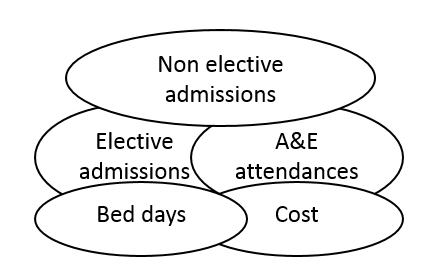 Non elective
admissions
Elective
admissions
A&E
attendances
Bed days
Cost